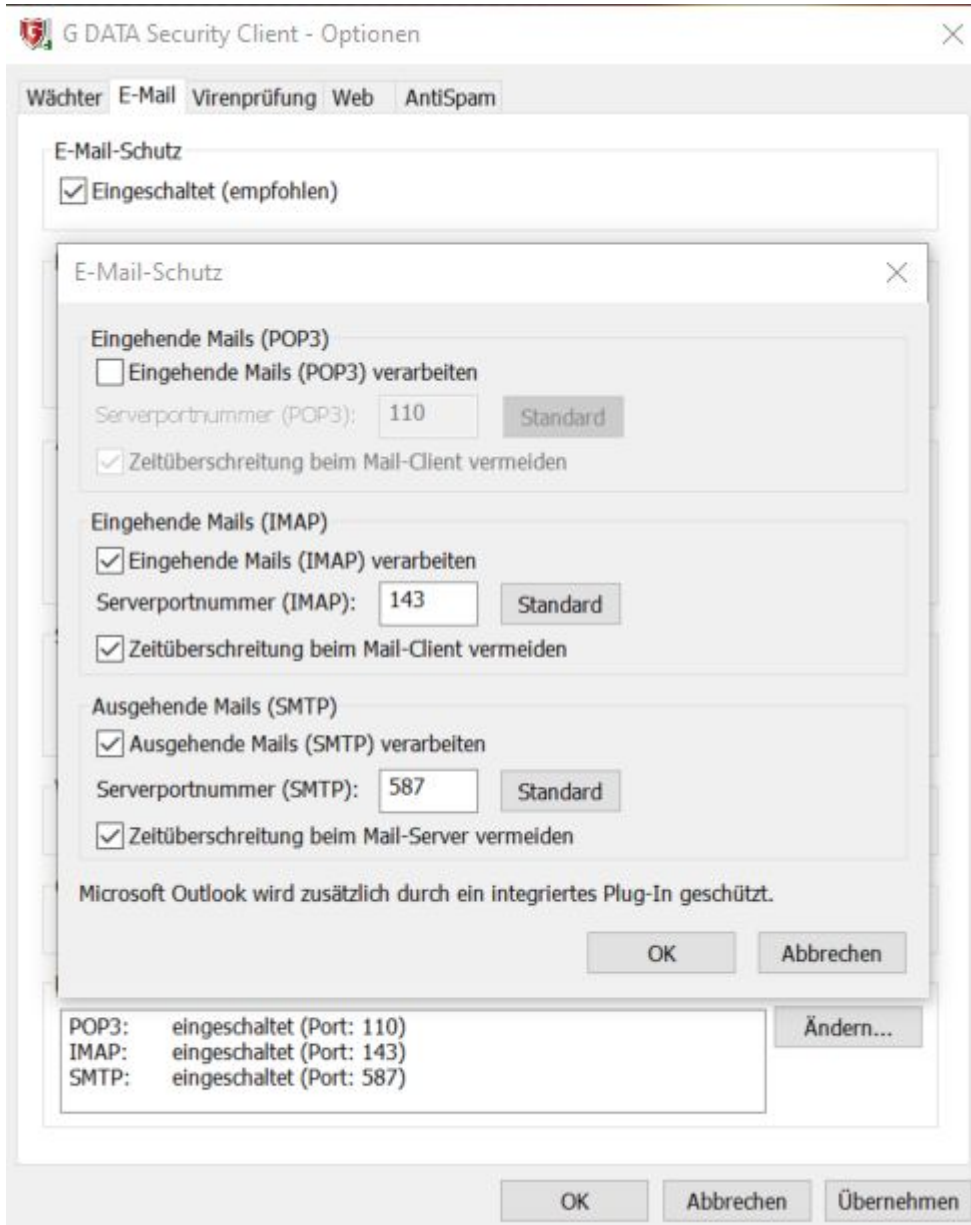 G DATA Security Client - Optionen
Wächter E-Mail Virenprüfung Web AntiSpam
E-Mail-Schutz
Eingeschaltet (empfohlen)
E-Mail-Schutz
Eingehende Mails (POP3)
Eingehende Mails (POP3) verarbeiten
Serverportnummer (POP3): 110 Standard
Zeitüberschreitung beim Mail-Client vermeiden
Eingehende Mails (IMAP)
Eingehende Mails (IMAP) verarbeiten
Serverportnummer (IMAP): 143 Standard
Zeitüberschreitung beim Mail-Client vermeiden
Ausgehende Mails (SMTP)
Ausgehende Mails (SMTP) verarbeiten
Serverportnummer (SMTP): 587 Standard
Zeitüberschreitung beim Mail-Server vermeiden
Microsoft Outlook wird zusätzlich durch ein integriertes Plug-In geschützt.
OK Abbrechen
POP3: eingeschaltet (Port: 110) Ändern...
IMAP: eingeschaltet (Port: 143)
SMTP: eingeschaltet (Port: 587)
OK Abbrechen Übernehmen